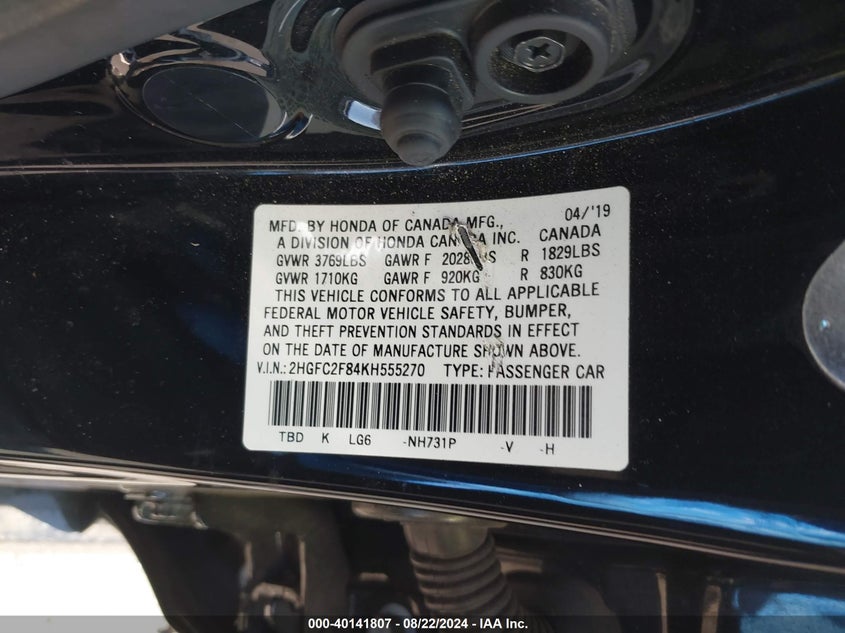 MFD. BY HONDA OF CANADA MFG., 04/'19
A DIVISION OF HONDA CANADA INC. CANADA
GVWR 3769LBS GAWR F 2028LBS R 1829LBS
GVWR 1710KG GAWR F 920KG R 830KG
THIS VEHICLE CONFORMS TO ALL APPLICABLE
FEDERAL MOTOR VEHICLE SAFETY, BUMPER,
AND THEFT PREVENTION STANDARDS IN EFFECT
ON THE DATE OF MANUFACTURE SHOWN ABOVE.
V.I.N.: 2HGFC2F84KH555270 TYPE: PASSENGER CAR
TBD K LG6 -NH731P -V -H
000-40141807 - 08/22/2024 - IAA Inc.